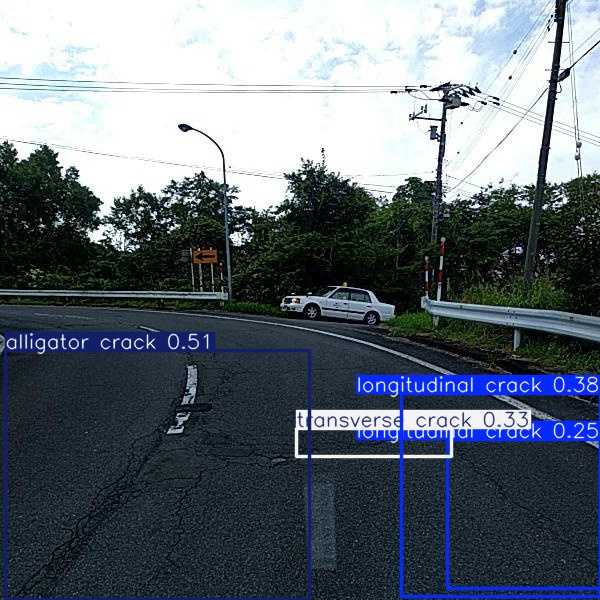 alligator crack 0.51
longitudinal crack 0.38
transverse crack 0.33
longitudinal crack 0.25